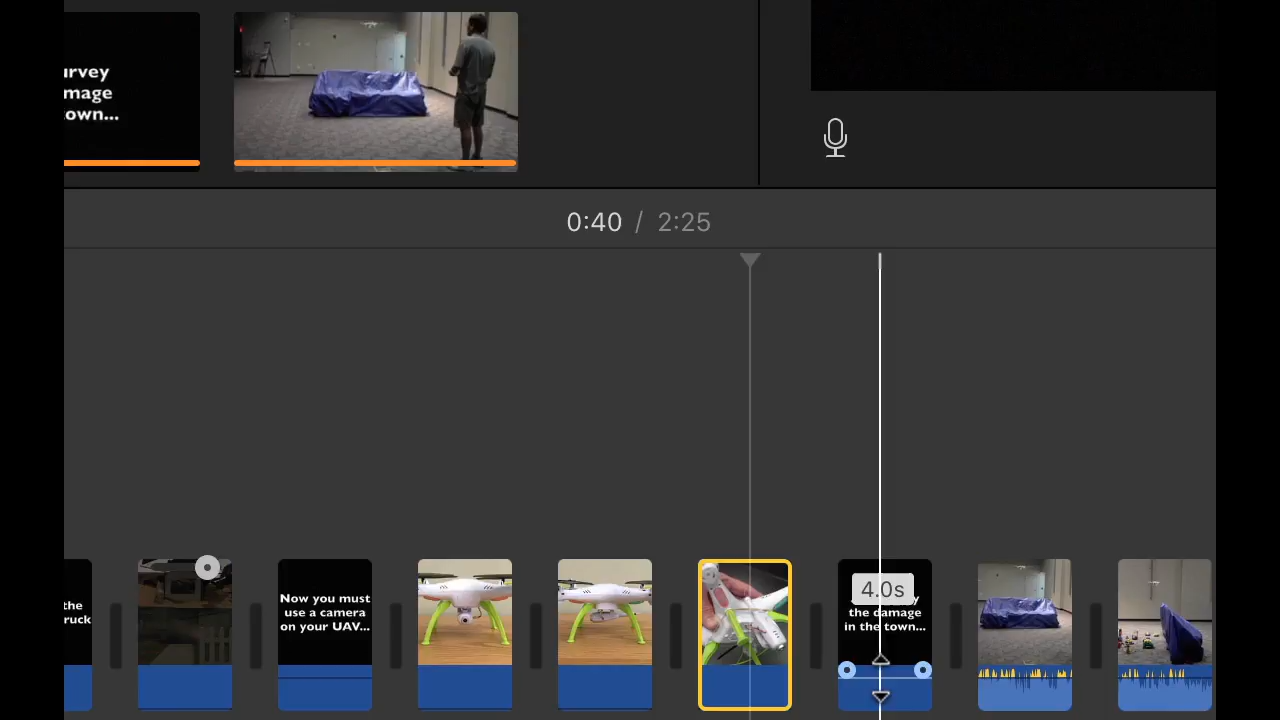 urvey
mage
own...
0:40 / 2:25
the
ruck
Now you must
use a camera
on your UAV...
4.0s
y
the damage
in the town...